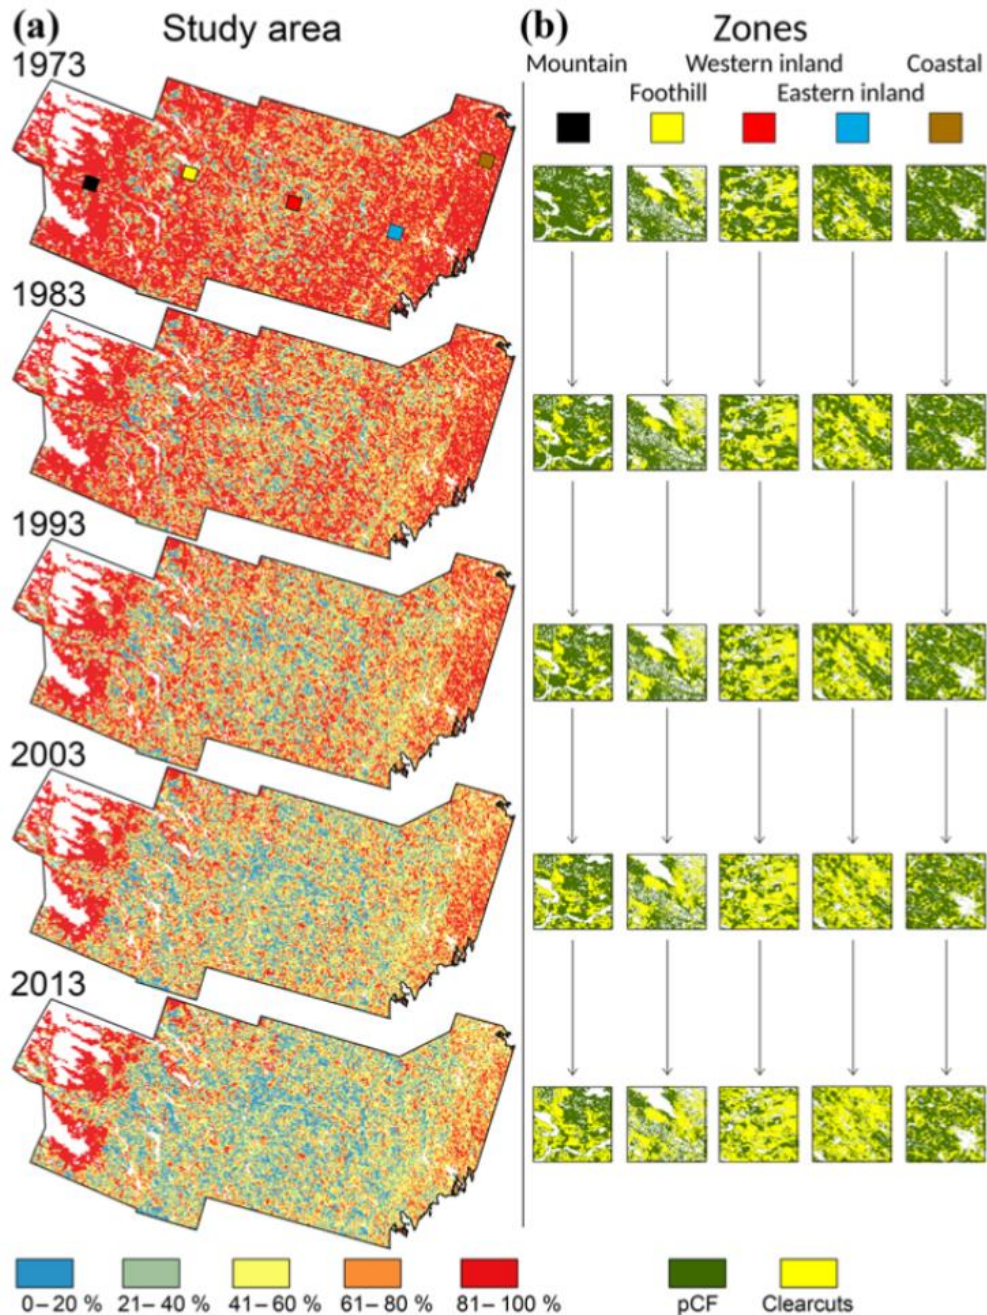 (a) Study area
1973
1983
1993
2003
2013
0–20 % 21–40 % 41–60 % 61–80 % 81–100 %
(b) Zones
Mountain Western inland Coastal
Foothill Eastern inland
pCF Clearcuts